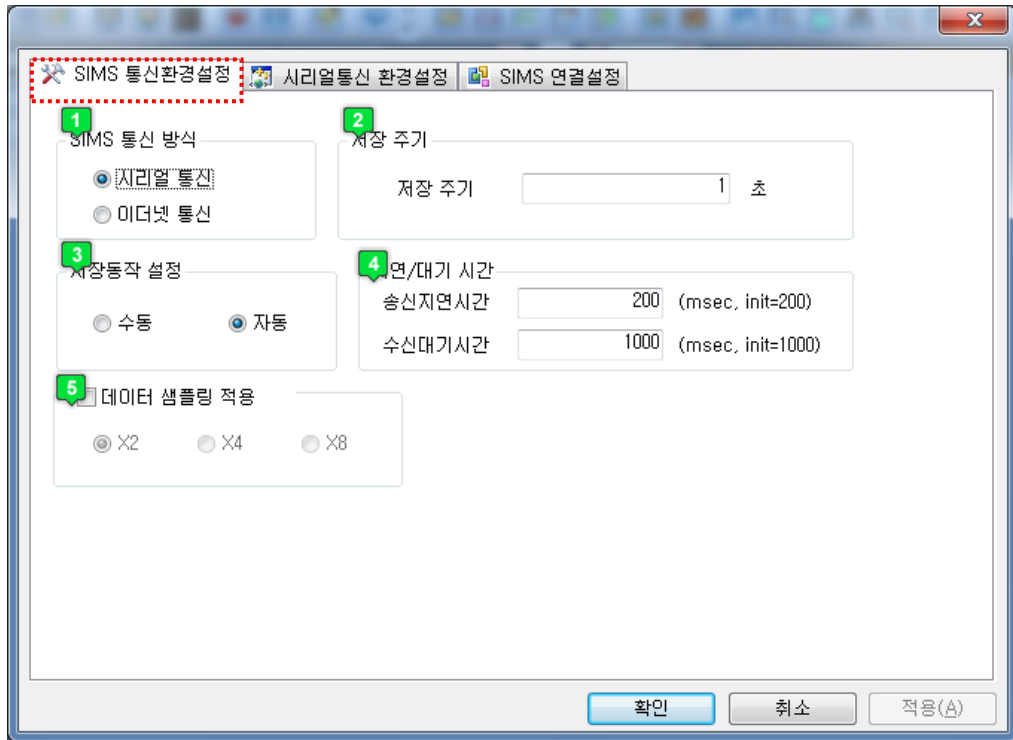 SIMS 통신환경설정 시리얼통신 환경설정 SIMS 연결설정
1 2
SIMS 통신 방식 저장 주기
시리얼 통신 저장 주기 1 초
이더넷 통신
3 4
저장동작 설정 지연/대기 시간
송신지연시간 200 (msec, init=200)
수동 자동
수신대기시간 1000 (msec, init=1000)
5 데이터 샘플링 적용
X2 X4 X8
확인 취소 적용(A)